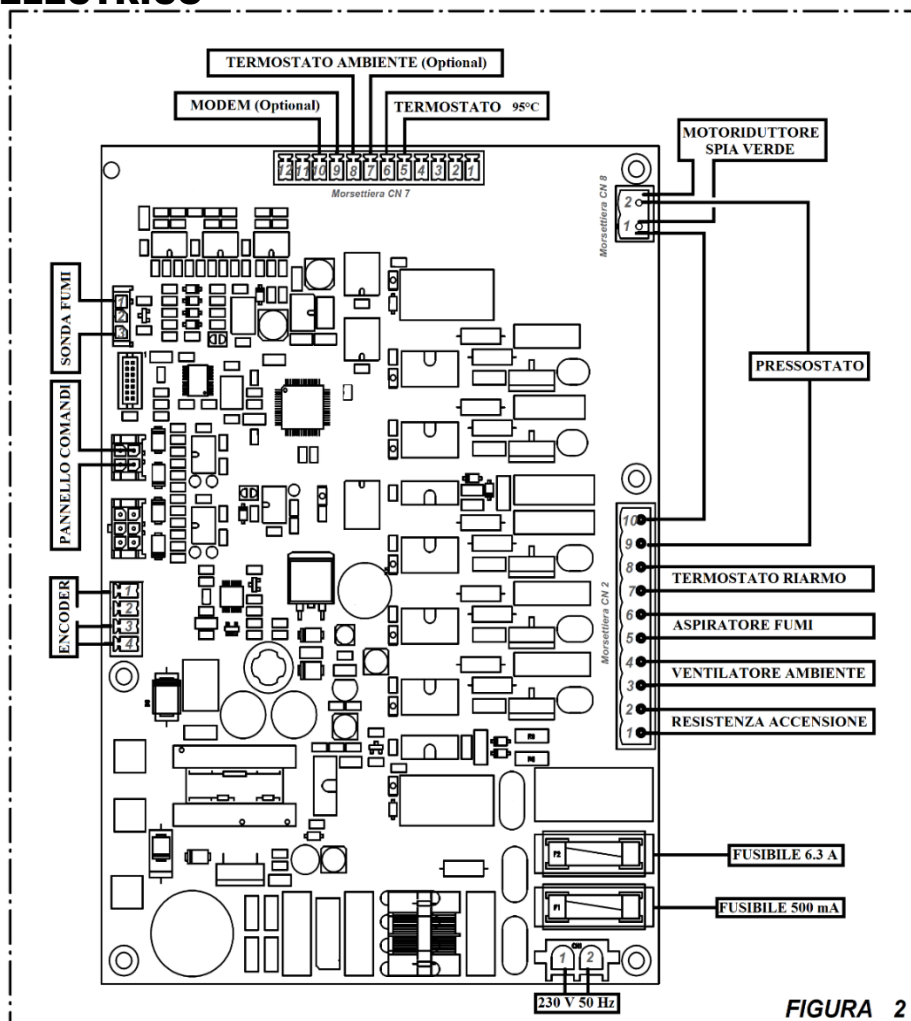 TERMOSTATO AMBIENTE (Optional)
MODEM (Optional)
TERMOSTATO 95°C
MOTORIDUTTORE
SPIA VERDE
12 11 10 9 8 7 6 5 4 3 2 1
Morsettiera CN 7
2
1
Morsettiera CN 8
SONDA FUMI
1
2
3
1
PRESSOSTATO
PANNELLO COMANDI
ENCODER
1
2
3
4
10
9
8
7
6
5
4
3
2
1
Morsettiera CN 2
TERMOSTATO RIARMO
ASPIRATORE FUMI
VENTILATORE AMBIENTE
RESISTENZA ACCENSIONE
F2
FUSIBILE 6.3 A
F1
FUSIBILE 500 mA
CN1
1 2
230 V 50 Hz
FIGURA 2